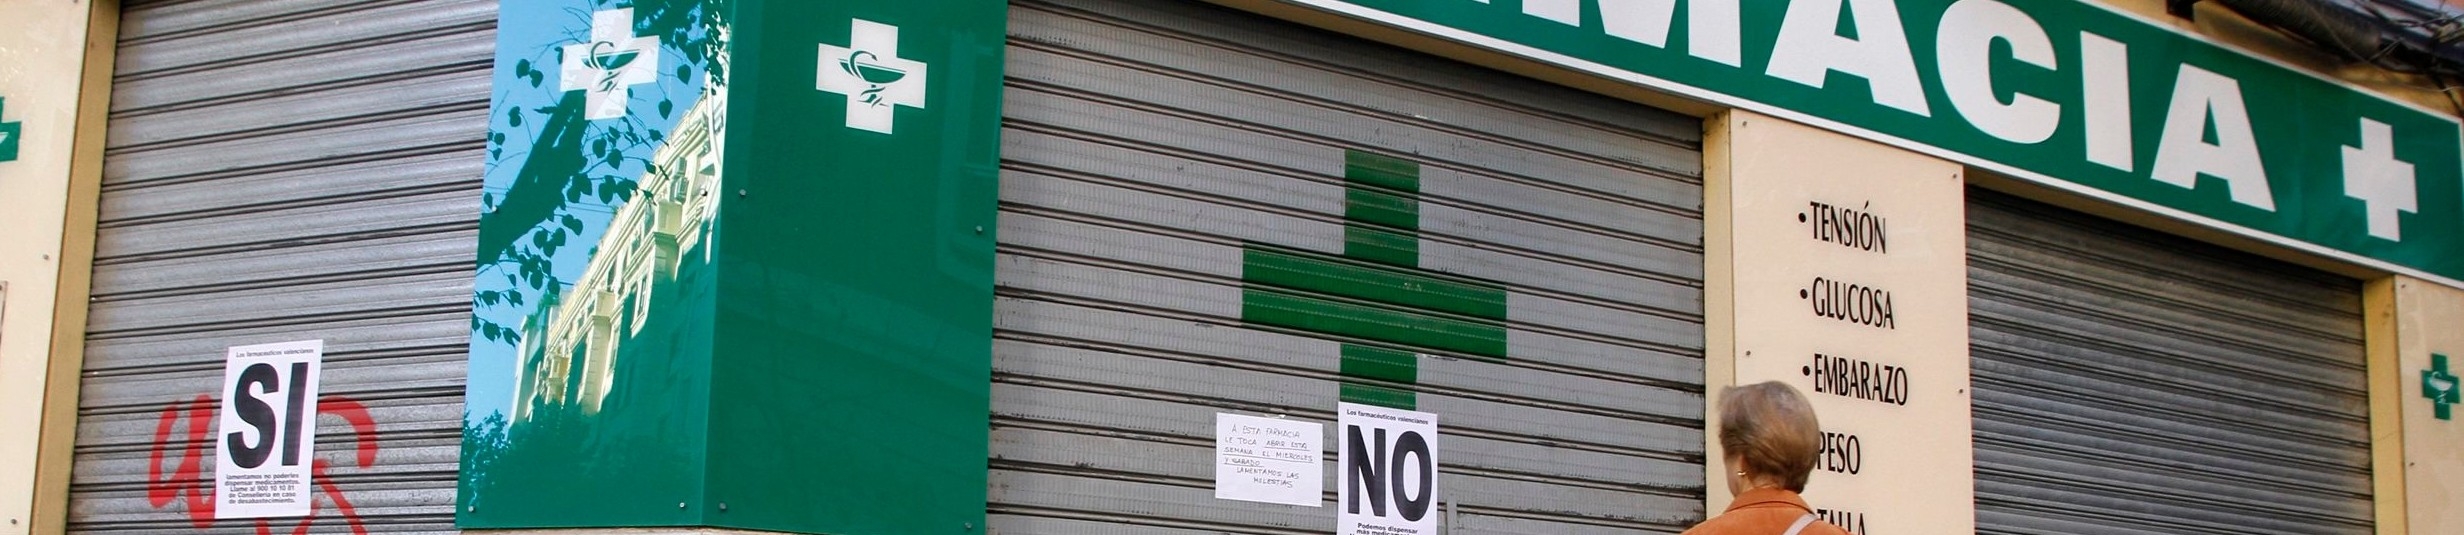 Los farmacéuticos valencianos
SI
lamentamos no poderles
dispensar medicamentos.
Llame al 900 10 10 81
de Conselleria en caso
de desabastecimiento.
A ESTA FARMACIA
LE TOCA ABRIR ESTA
SEMANA EL MIERCOLES
Y SABADO
LAMENTAMOS LAS
MOLESTIAS
Los farmacéuticos valencianos
NO
Podemos dispensar
MACIA
• TENSIÓN
• GLUCOSA
• EMBARAZO
PESO
TALLA